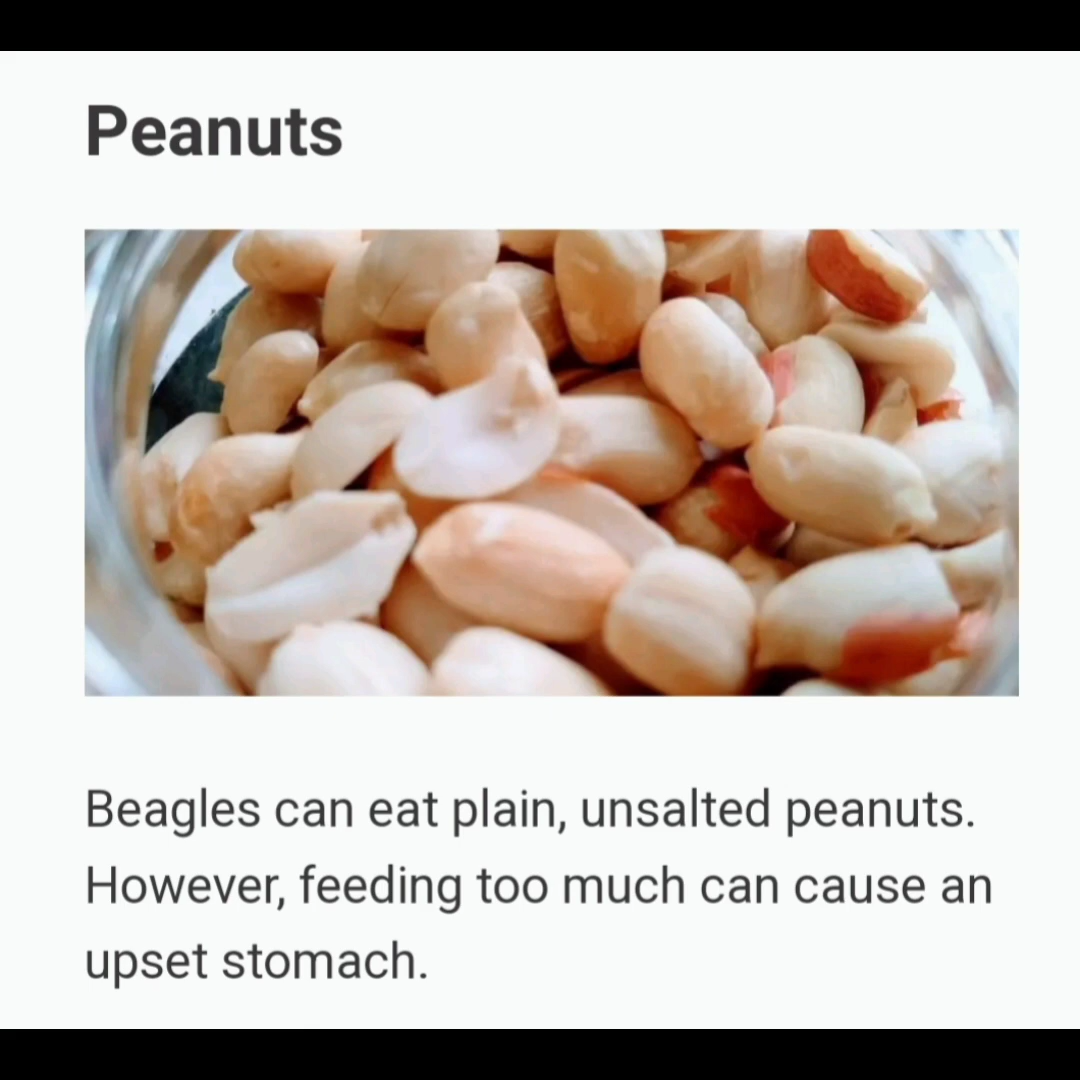 Peanuts
Beagles can eat plain, unsalted peanuts.
However, feeding too much can cause an
upset stomach.